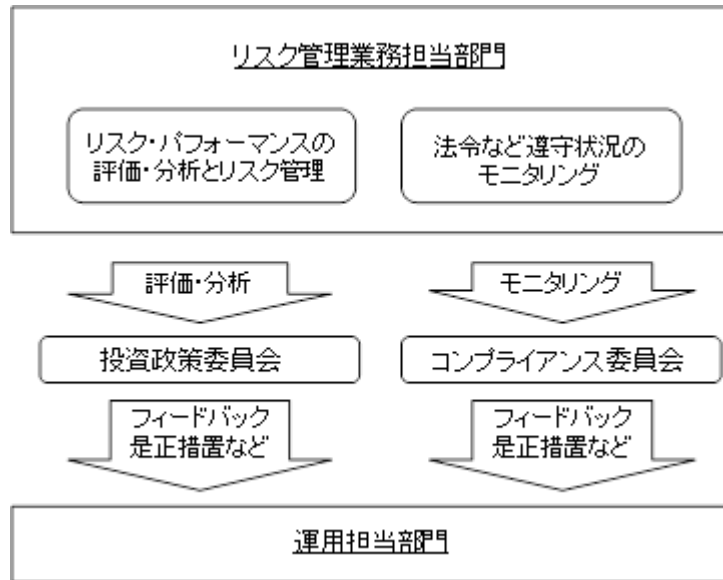 リスク管理業務担当部門
リスク・パフォーマンスの
評価・分析とリスク管理
法令など遵守状況の
モニタリング
評価・分析
モニタリング
投資政策委員会
コンプライアンス委員会
フィードバック
是正措置など
フィードバック
是正措置など
運用担当部門